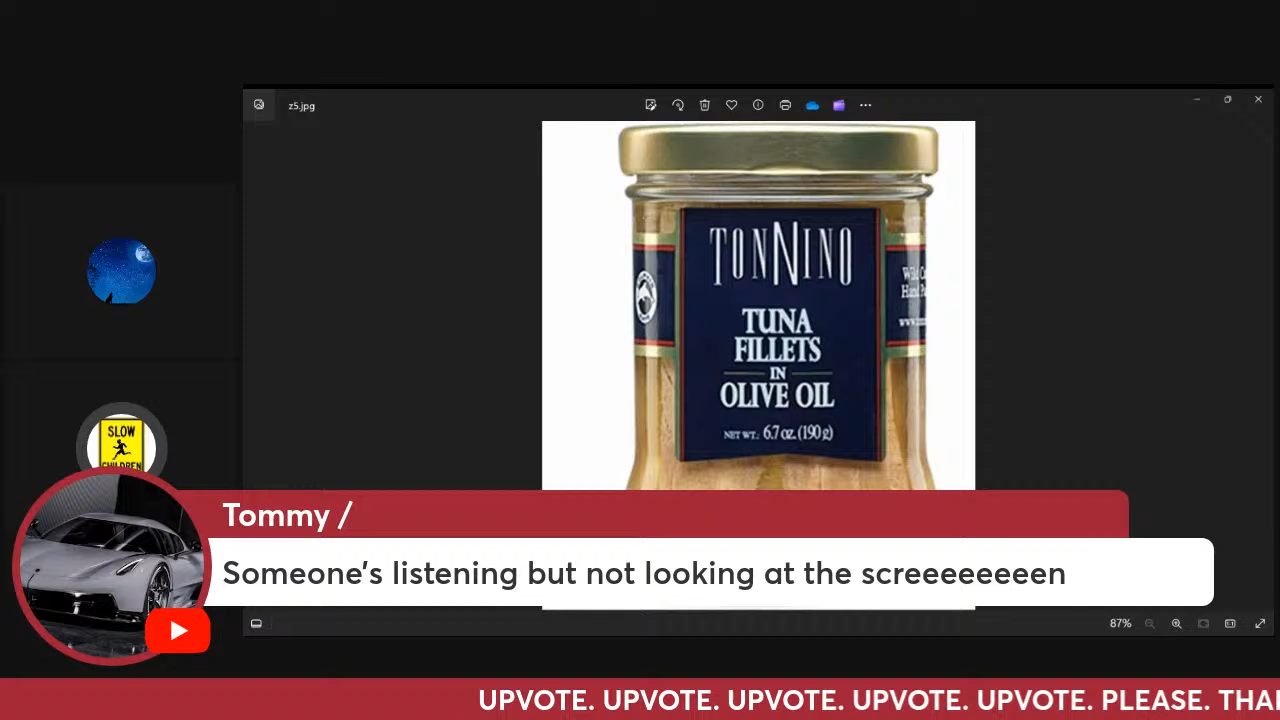 z5.jpg
TONNINO
TUNA
FILLETS
IN
OLIVE OIL
NET WT.: 6.7 oz. (190 g)
SLOW
CHILDREN
Tommy /
Someone's listening but not looking at the screeeeeeeen
87%
UPVOTE. UPVOTE. UPVOTE. UPVOTE. UPVOTE. PLEASE. THA